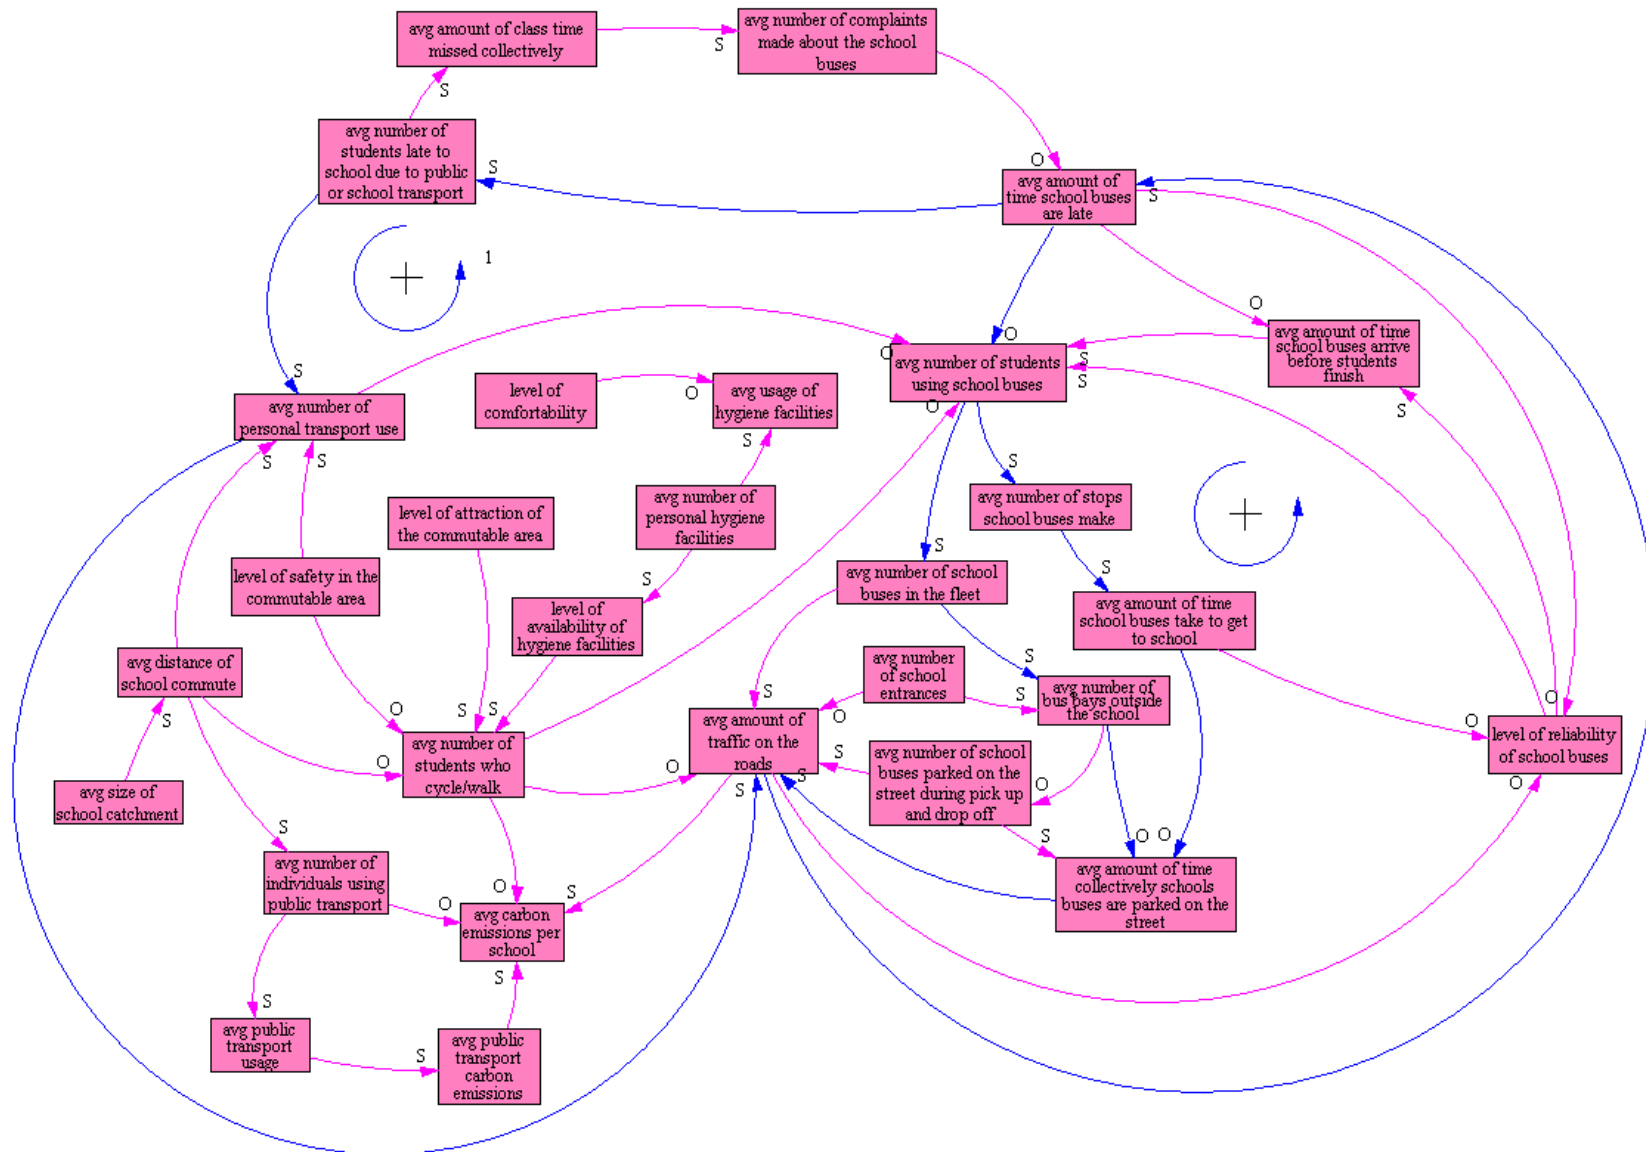 avg amount of class time
missed collectively
S
avg number of complaints
made about the school
buses
S
avg number of
students late to
school due to public
or school transport
S
O
avg amount of
time school buses
are late
S
1
O
O
avg amount of time
school buses arrive
before students
finish
S
S
S
O
avg number of students
using school buses
O
S
level of
comfortability
O
avg usage of
hygiene facilities
S
avg number of
personal transport use
S
S
S
avg number of stops
school buses make
level of attraction of
the commutable area
avg number of
personal hygiene
facilities
S
avg number of school
buses in the fleet
level of safety in the
commutable area
S
level of
availability of
hygiene facilities
S
avg amount of time
school buses take to get
to school
avg distance of
school commute
S
avg number
of school
entrances
S
S
avg number of
bus bays outside
the school
S
O
S
S
S
avg amount of
traffic on the
roads
O
O
O
level of reliability
of school buses
O
avg number of
students who
cycle/walk
O
O
S
S
S
avg number of school
buses parked on the
street during pick up
and drop off
O
avg size of
school catchment
S
S
O
O
avg amount of time
collectively schools
buses are parked on the
street
avg number of
individuals using
public transport
O
O
S
avg carbon
emissions per
school
S
S
avg public
transport
usage
S
avg public
transport
carbon
emissions